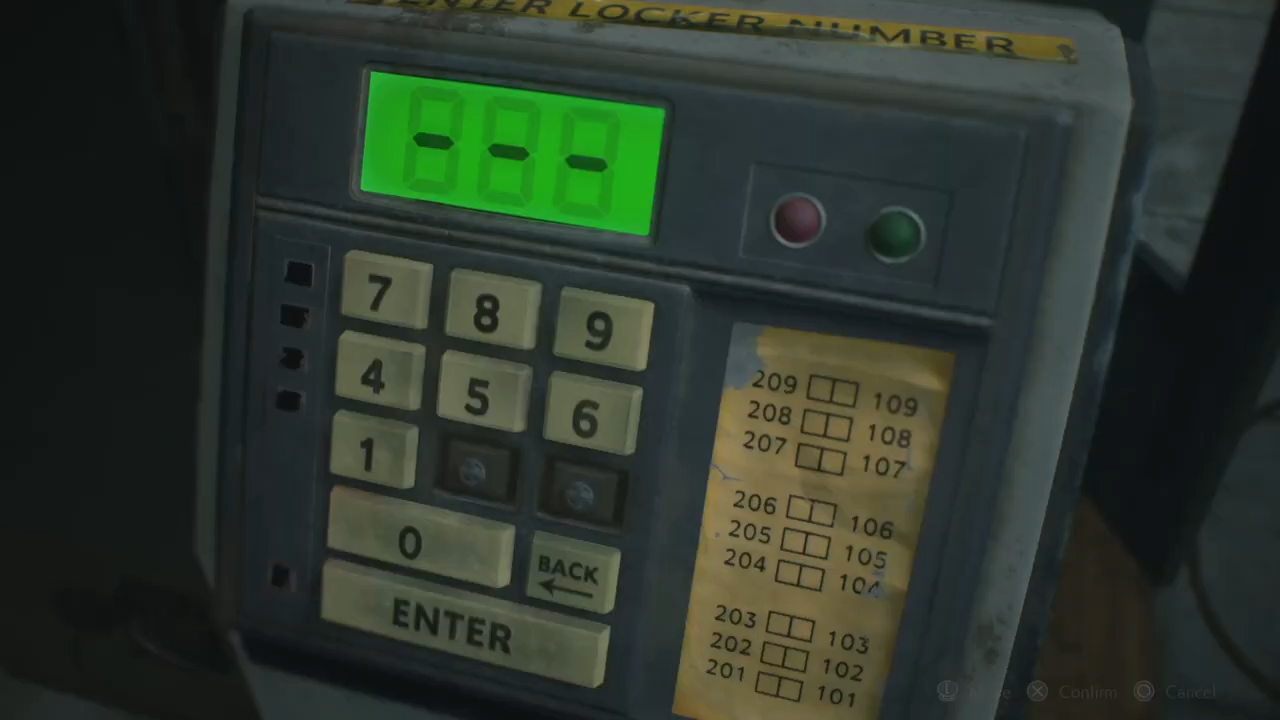 ENTER LOCKER NUMBER
- - -
7 8 9
4 5 6
1
0 BACK
ENTER
209 109
208 108
207 107
206 106
205 105
204 104
203 103
202 102
201 101
Confirm Cancel